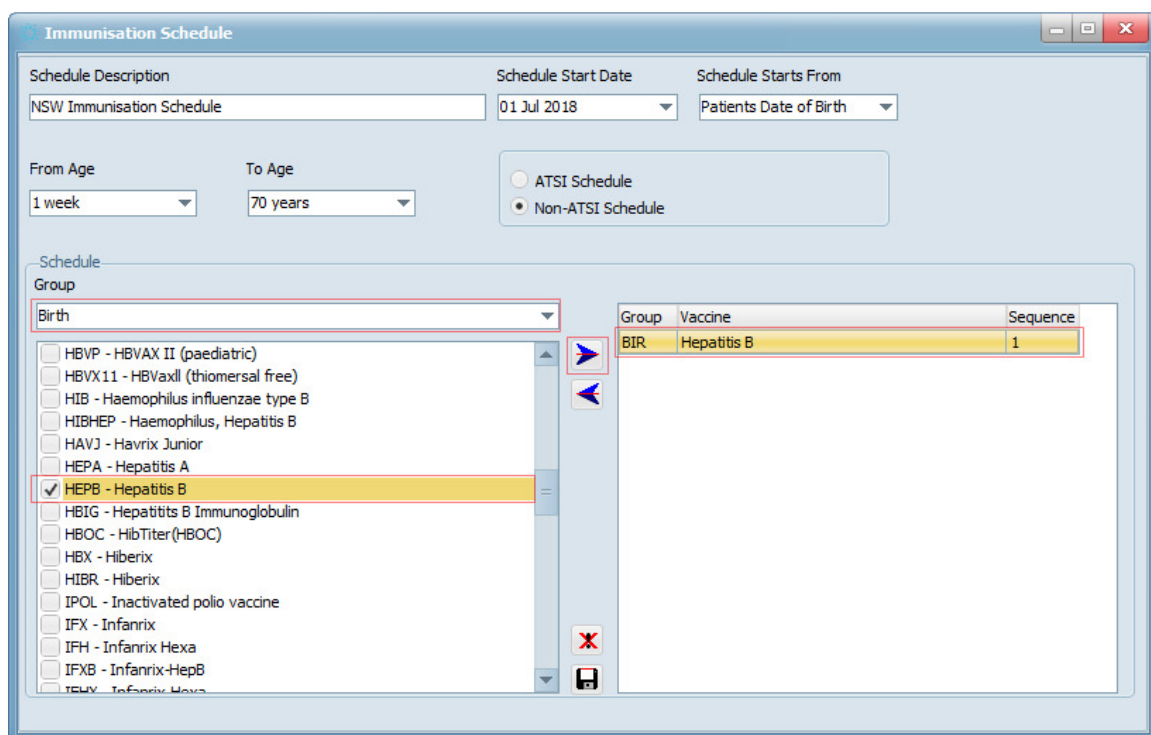 Immunisation Schedule
Schedule Description
Schedule Start Date
Schedule Starts From
NSW Immunisation Schedule
01 Jul 2018
Patients Date of Birth
From Age
To Age
1 week
70 years
ATSI Schedule
Non-ATSI Schedule
Schedule
Group
Birth
HBVP - HBVAX II (paediatric)
HBVX11 - HBVaxII (thiomersal free)
HIB - Haemophilus influenzae type B
HIBHEP - Haemophilus, Hepatitis B
HAVJ - Havrix Junior
HEPA - Hepatitis A
HEPB - Hepatitis B
HBIG - Hepatitits B Immunoglobulin
HBOC - HibTiter(HBOC)
HBX - Hiberix
HIBR - Hiberix
IPOL - Inactivated polio vaccine
IFX - Infanrix
IFH - Infanrix Hexa
IFXB - Infanrix-HepB
IFHX - Infanrix-Hexa
Group Vaccine Sequence
BIR Hepatitis B 1